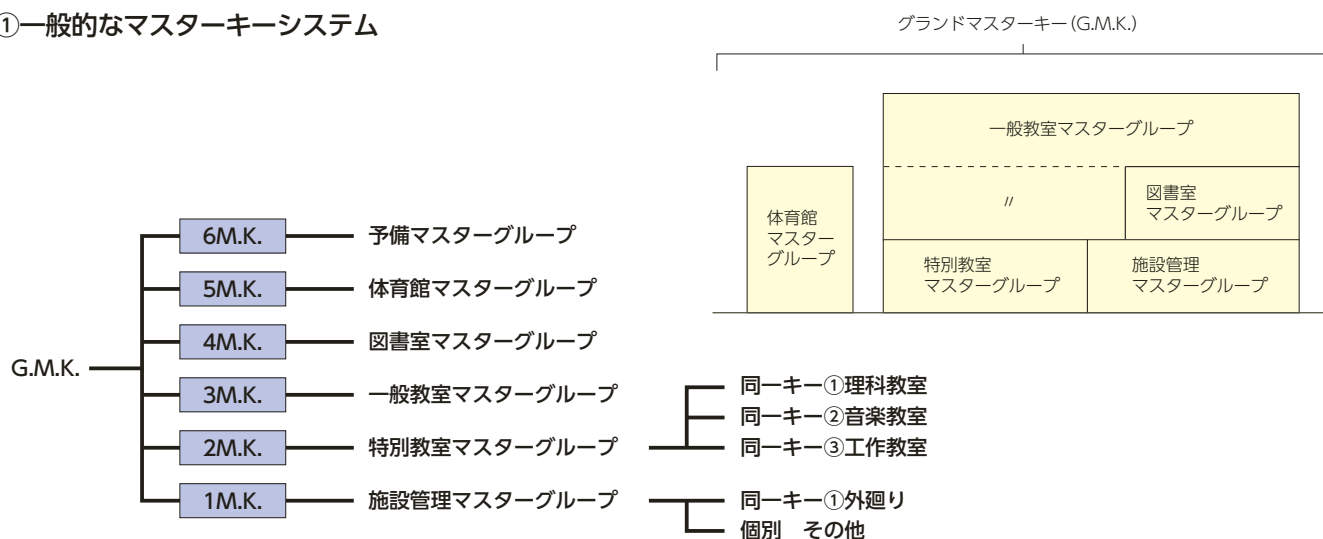 ①一般的なマスターキーシステム
グランドマスターキー(G.M.K.)
一般教室マスターグループ
〃
図書室
マスターグループ
体育館
マスター
グループ
特別教室
マスターグループ
施設管理
マスターグループ
G.M.K.
6M.K. 予備マスターグループ
5M.K. 体育館マスターグループ
4M.K. 図書室マスターグループ
3M.K. 一般教室マスターグループ
2M.K. 特別教室マスターグループ
同一キー①理科教室
同一キー②音楽教室
同一キー③工作教室
1M.K. 施設管理マスターグループ
同一キー①外廻り
個別　その他